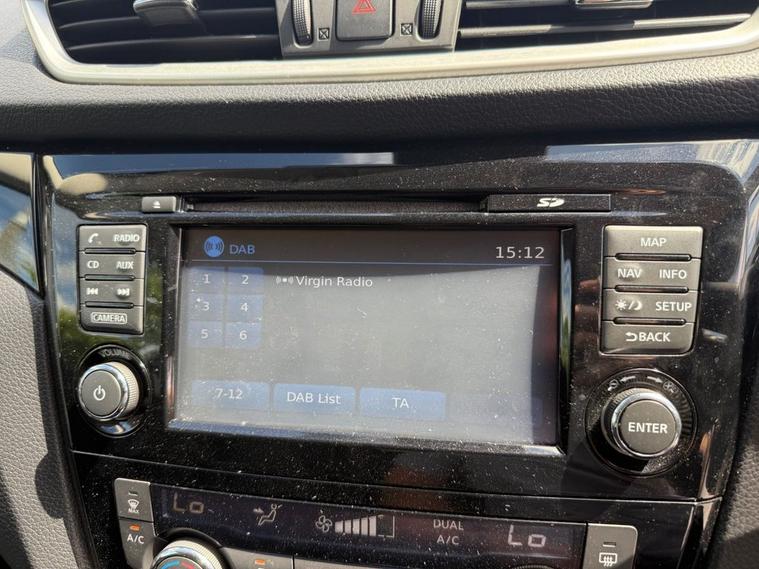 SD
RADIO
CD AUX
CAMERA
VOLUME
DAB
15:12
1 2
Virgin Radio
3 4
5 6
7-12
DAB List
TA
MAP
NAV INFO
SETUP
BACK
ENTER
MAX
A/C
Lo
DUAL
A/C
Lo